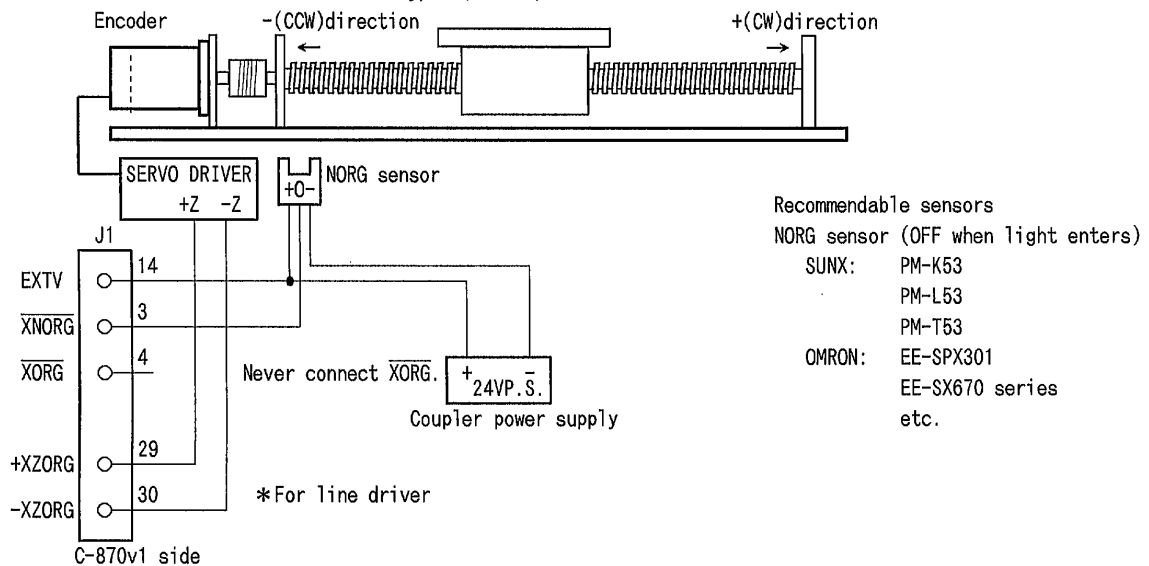 Encoder
-(CCW)direction
+(CW)direction
←
→
SERVO DRIVER
+Z -Z
+O-
NORG sensor
J1
EXTV
14
XNORG
3
XORG
4
Never connect XORG.
+ -
24VP.S.
Coupler power supply
+XZORG
29
-XZORG
30
*For line driver
C-870v1 side
Recommendable sensors
NORG sensor (OFF when light enters)
SUNX: PM-K53
PM-L53
PM-T53
OMRON: EE-SPX301
EE-SX670 series
etc.